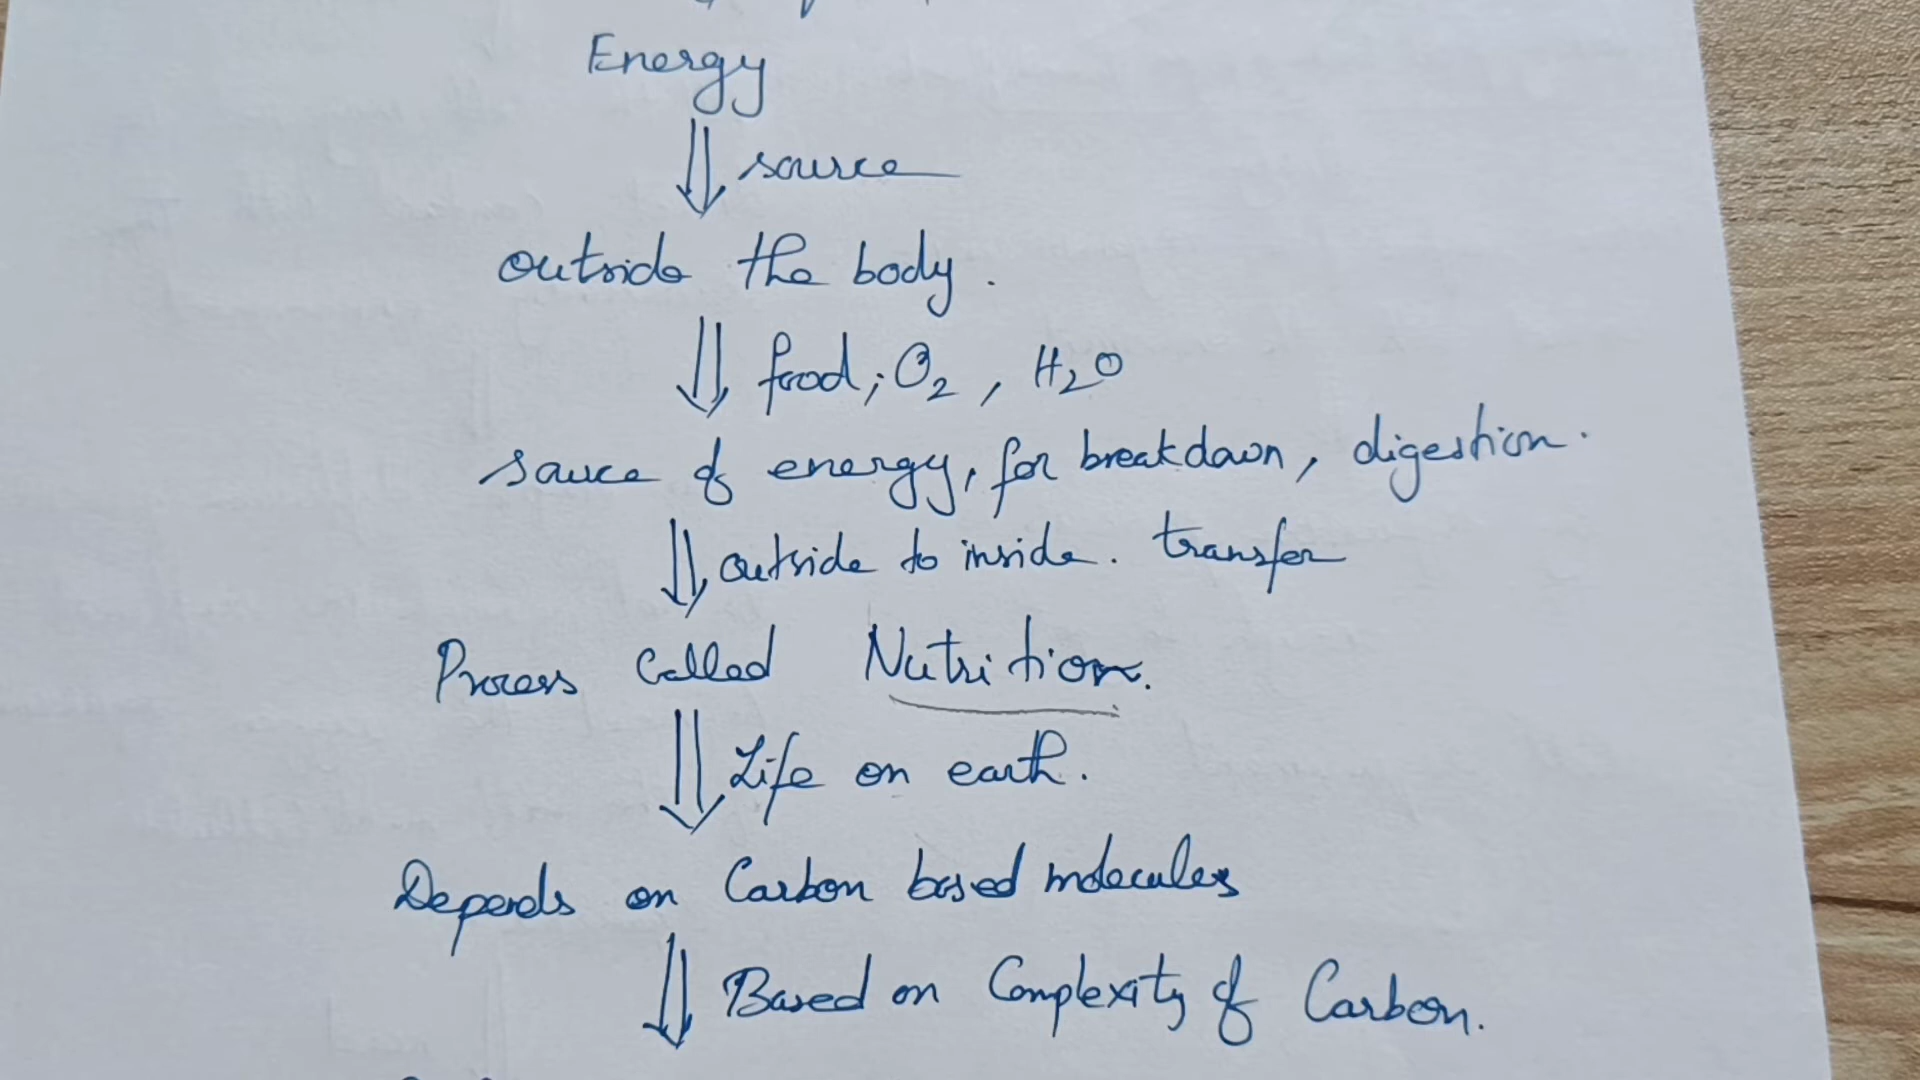 Energy
source
outside the body.
food, O2, H2O
source of energy, for breakdown, digestion.
outside to inside. transfer
Process called Nutrition.
Life on earth.
Depends on Carbon based molecules
Based on Complexity of Carbon.